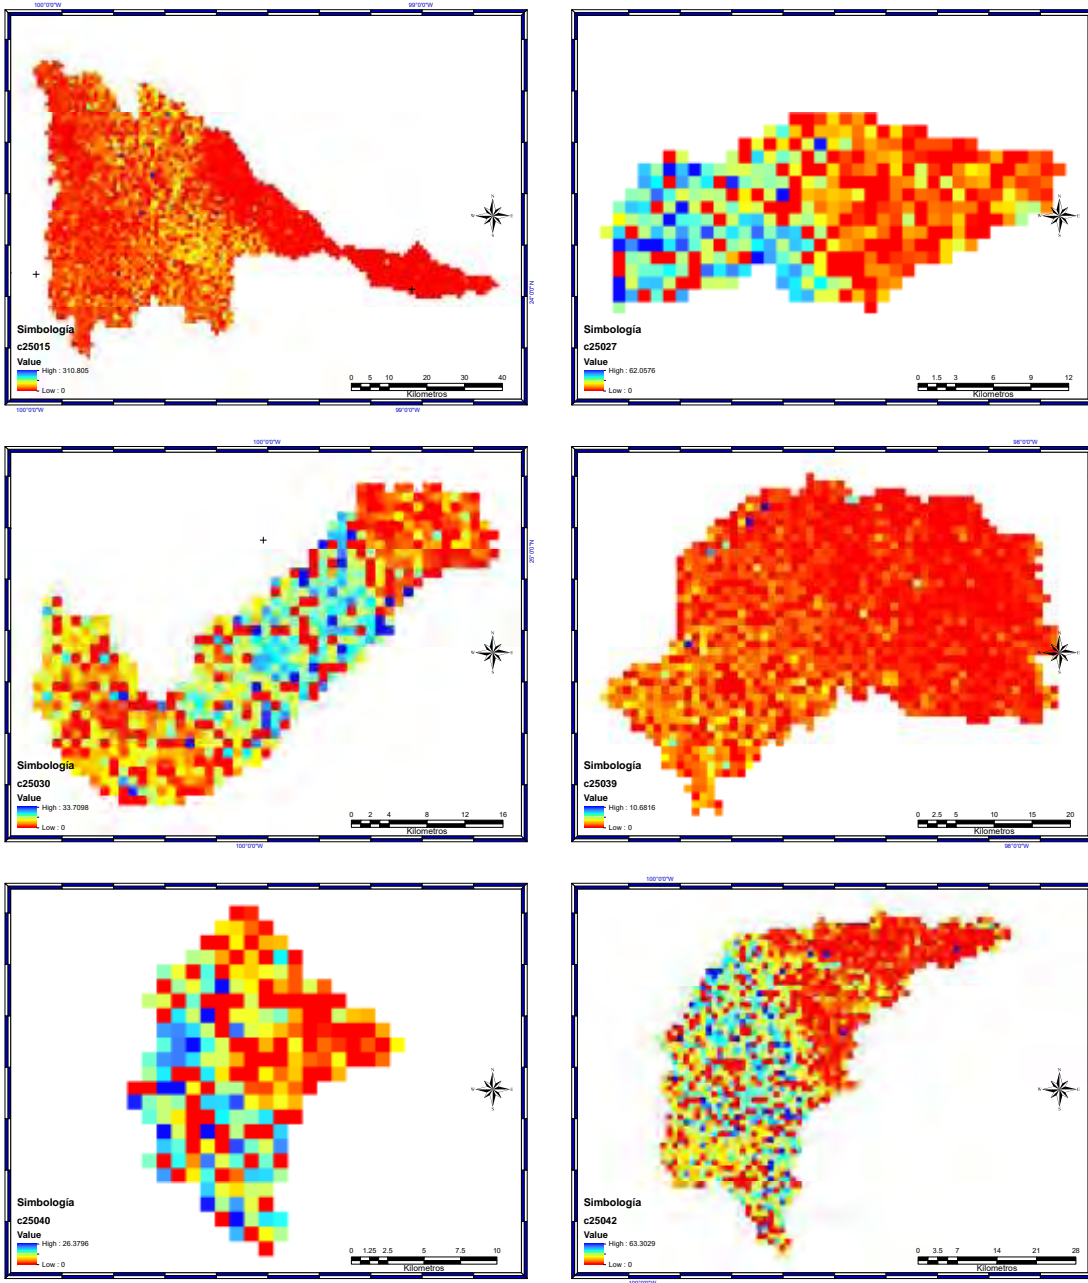 100°0'0"W 99°0'0"W
24°0'0"N
Simbología
c25015
Value
High : 310.805
Low : 0
0 5 10 20 30 40
Kilometros
100°0'0"W 99°0'0"W
Simbología
c25027
Value
High : 62.0576
Low : 0
0 1.5 3 6 9 12
Kilometros
100°0'0"W
25°0'0"N
Simbología
c25030
Value
High : 33.7098
Low : 0
0 2 4 8 12 16
Kilometros
100°0'0"W
98°0'0"W
Simbología
c25039
Value
High : 10.6816
Low : 0
0 2.5 5 10 15 20
Kilometros
98°0'0"W
Simbología
c25040
Value
High : 26.3796
Low : 0
0 1.25 2.5 5 7.5 10
Kilometros
100°0'0"W
Simbología
c25042
Value
High : 63.3029
Low : 0
0 3.5 7 14 21 28
Kilometros
100°0'0"W